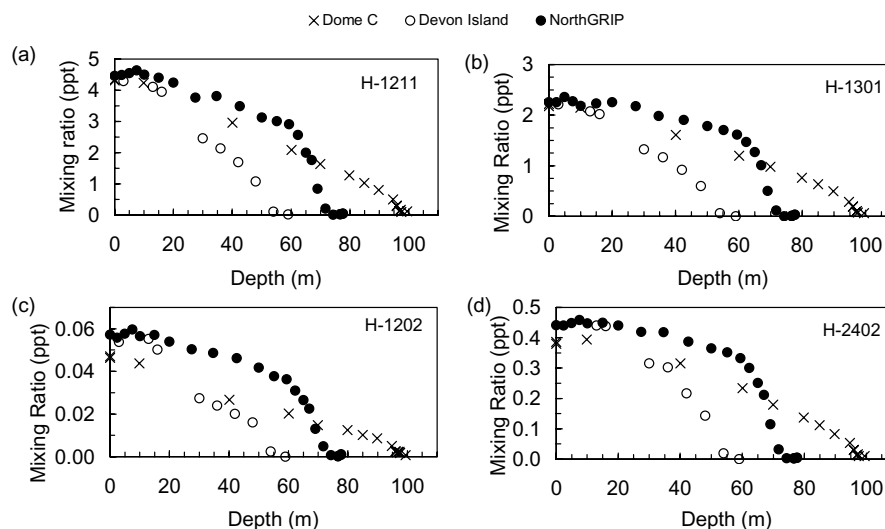 Dome C Devon Island NorthGRIP
(a)
H-1211
Mixing ratio (ppt)
5
4
3
2
1
0
0 20 40 60 80 100
Depth (m)
(b)
H-1301
Mixing ratio (ppt)
3
2
1
0
0 20 40 60 80 100
Depth (m)
(c)
H-1202
Mixing Ratio (ppt)
0.06
0.04
0.02
0.00
0 20 40 60 80 100
Depth (m)
(d)
H-2402
Mixing Ratio (ppt)
0.5
0.4
0.3
0.2
0.1
0.0
0 20 40 60 80 100
Depth (m)